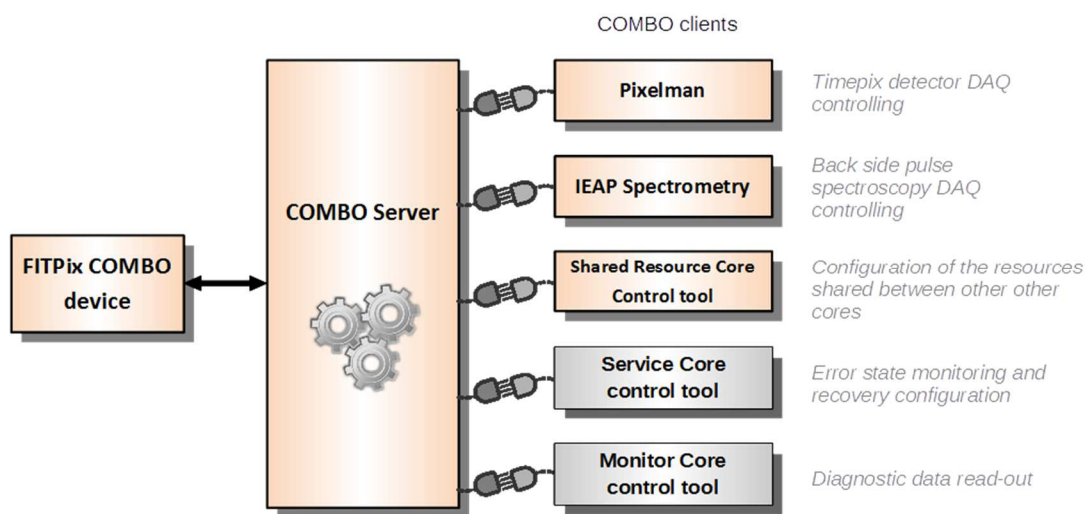 COMBO clients
Pixelman
Timepix detector DAQ
controlling
IEAP Spectrometry
Back side pulse
spectroscopy DAQ
controlling
COMBO Server
FITPix COMBO
device
Shared Resource Core
Control tool
Configuration of the resources
shared between other other
cores
Service Core
control tool
Error state monitoring and
recovery configuration
Monitor Core
control tool
Diagnostic data read-out